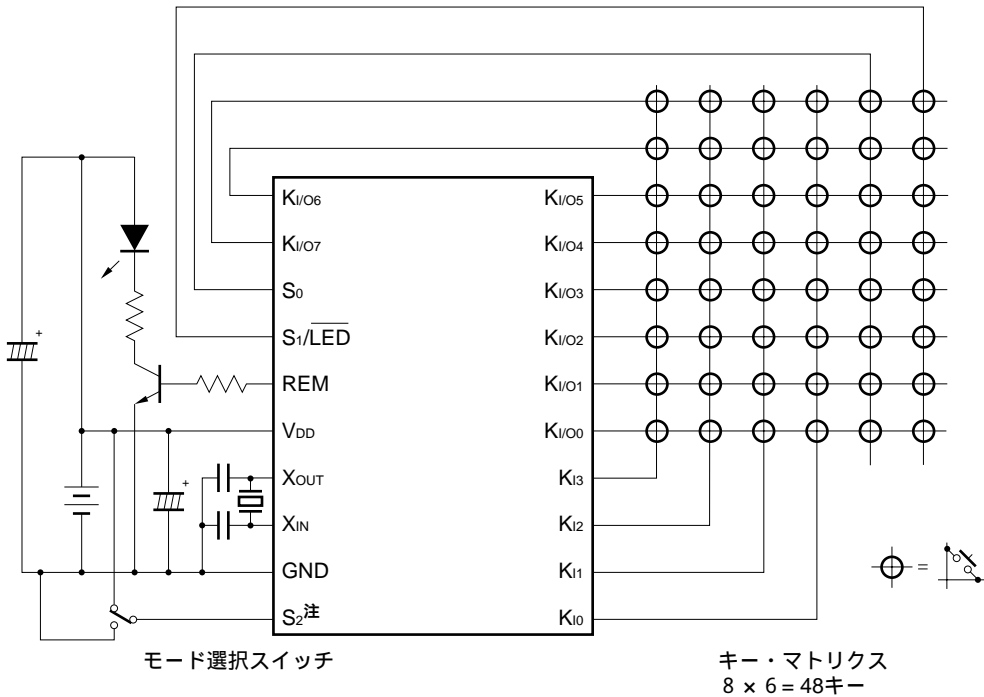 KI/O6
KI/O7
S0
S1/LED
REM
VDD
XOUT
XIN
GND
S2注
KI/O5
KI/O4
KI/O3
KI/O2
KI/O1
KI/O0
KI3
KI2
KI1
KI0
+
+
=
モード選択スイッチ
キー・マトリクス
8 × 6 = 48キー